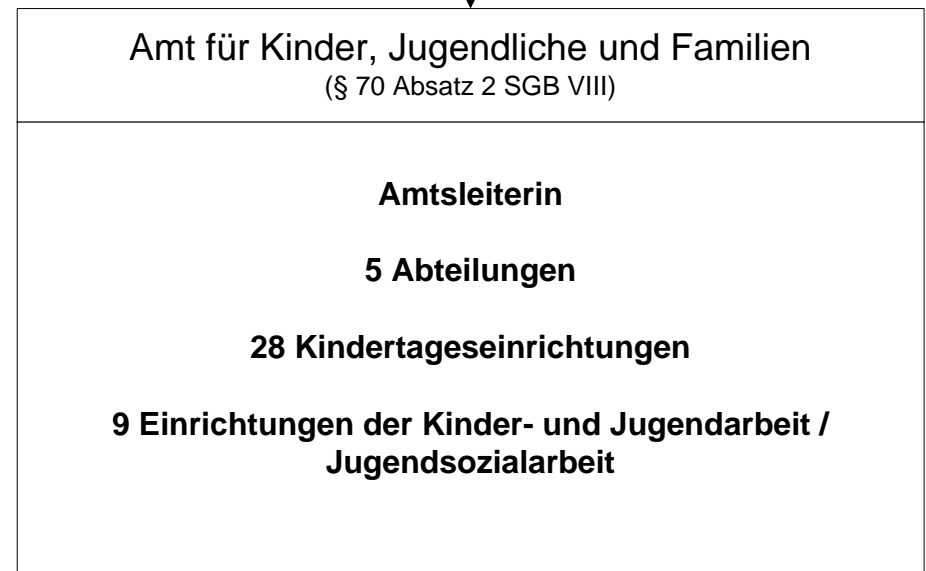 Amt für Kinder, Jugendliche und Familien
(§ 70 Absatz 2 SGB VIII)
Amtsleiterin
5 Abteilungen
28 Kindertageseinrichtungen
9 Einrichtungen der Kinder- und Jugendarbeit /
Jugendsozialarbeit